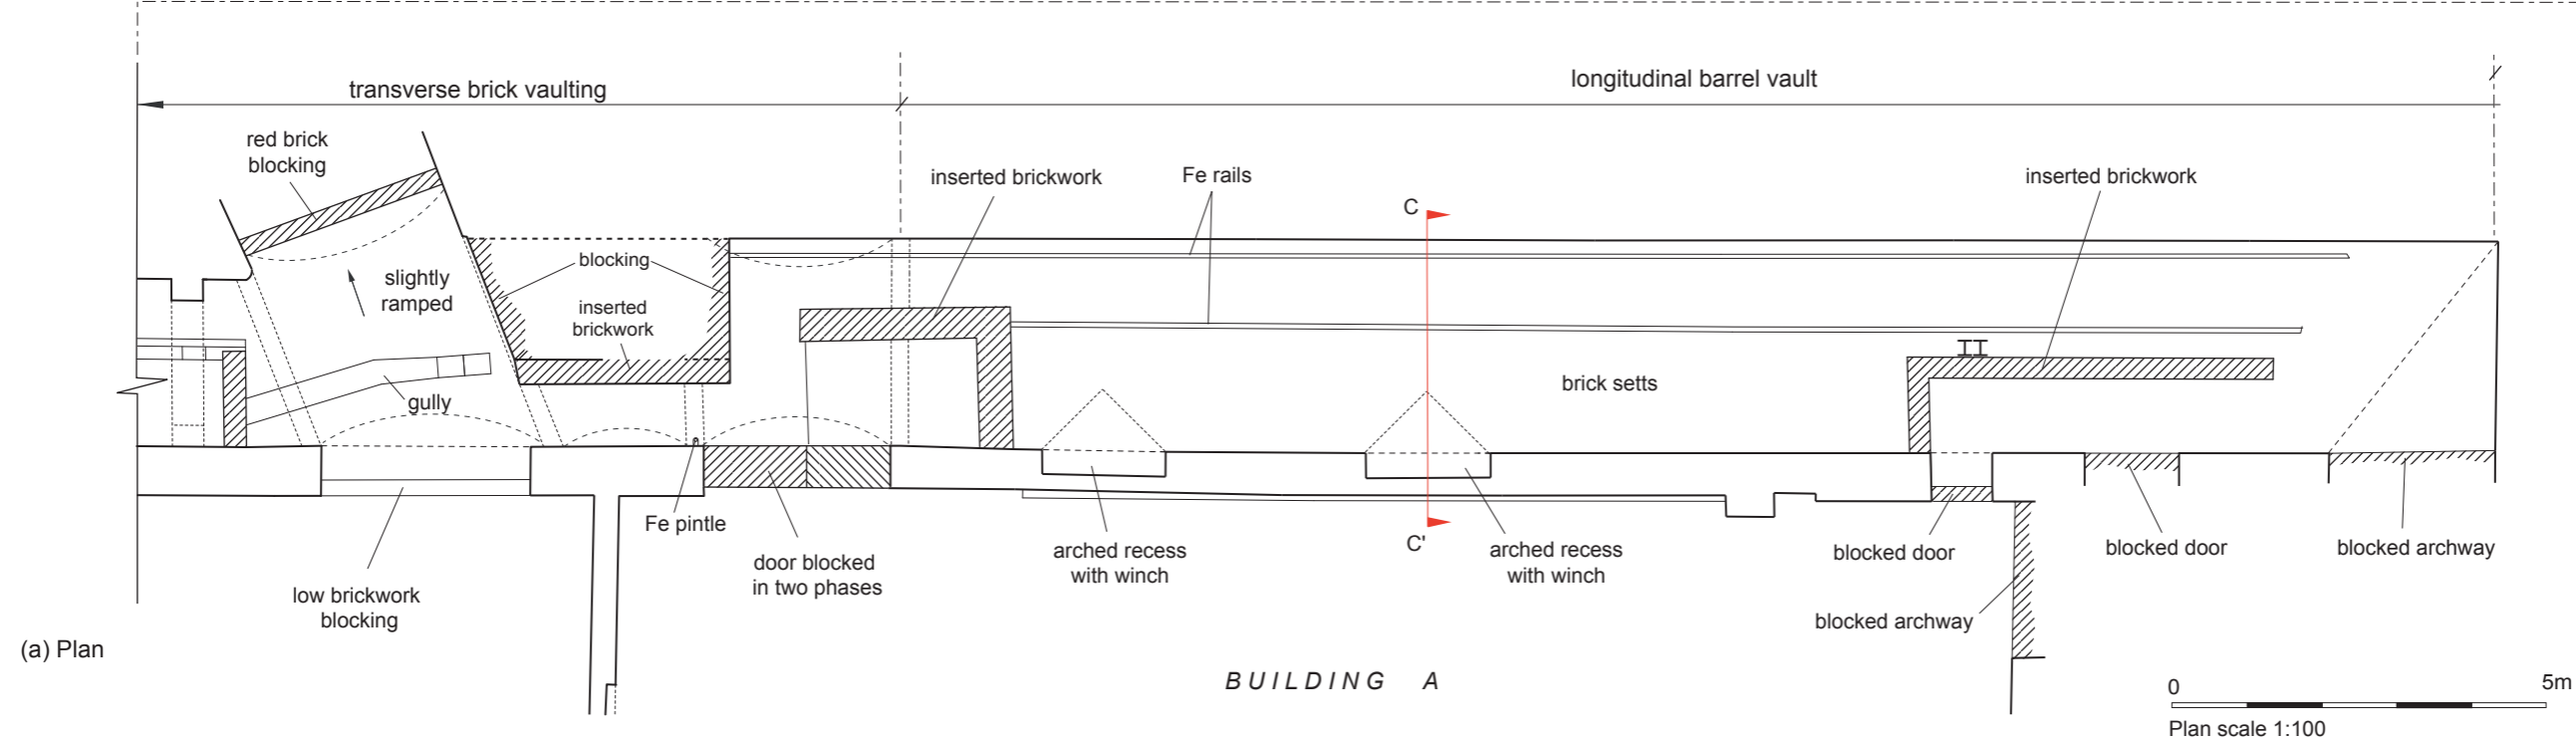 transverse brick vaulting
longitudinal barrel vault
red brick
blocking
inserted brickwork
Fe rails
inserted brickwork
C
blocking
slightly
ramped
inserted
brickwork
brick setts
gully
Fe pintle
C'
door blocked
in two phases
arched recess
with winch
arched recess
with winch
blocked door
blocked door
blocked archway
low brickwork
blocking
blocked archway
(a) Plan
BUILDING A
0
5m
Plan scale 1:100